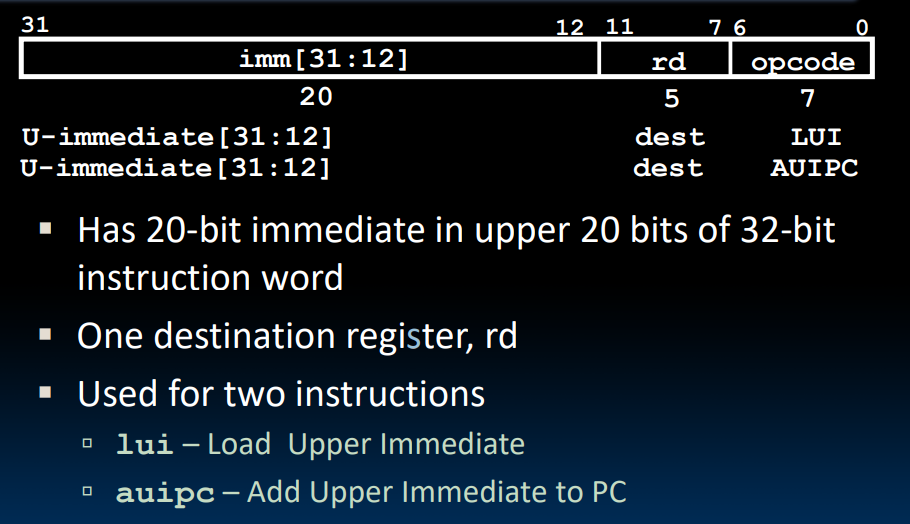 31 12 11 7 6 0
imm[31:12] rd opcode
20 5 7
U-immediate[31:12] dest LUI
U-immediate[31:12] dest AUIPC
▪ Has 20-bit immediate in upper 20 bits of 32-bit
instruction word
▪ One destination register, rd
▪ Used for two instructions
▫ lui – Load Upper Immediate
▫ auipc – Add Upper Immediate to PC